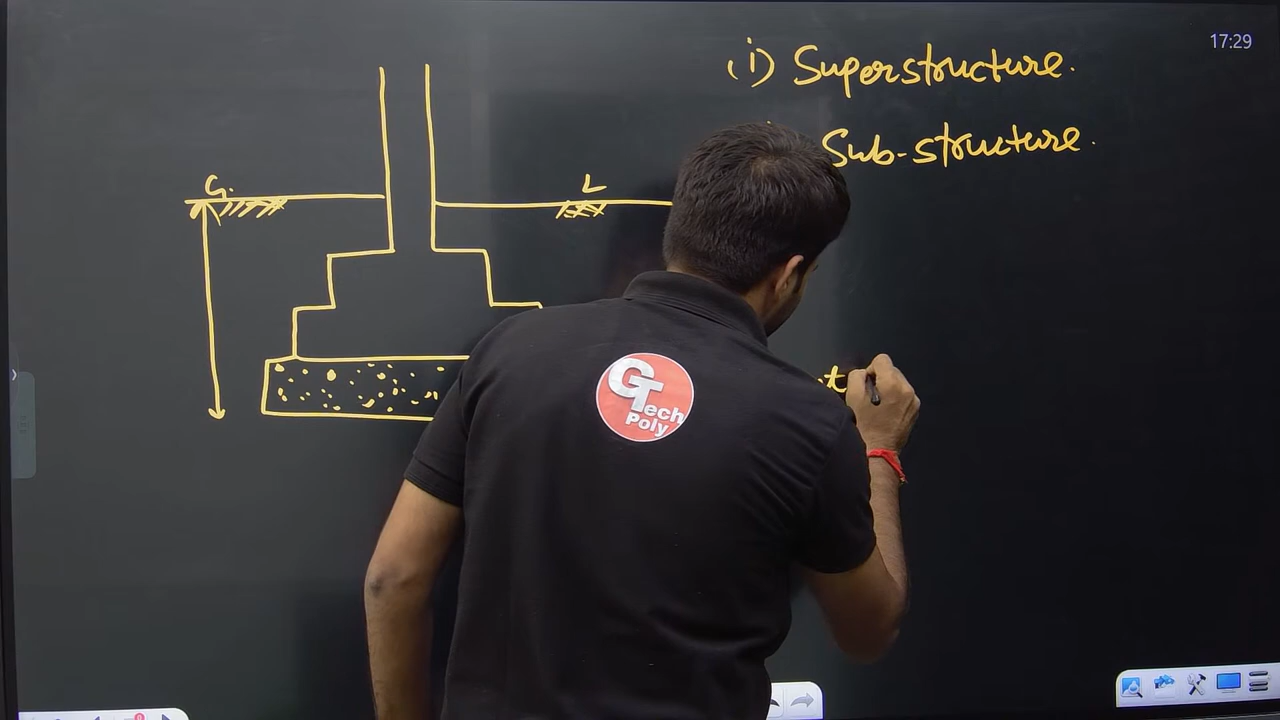 17:29
(i) Superstructure.
Sub-structure.
G.
L
GTech
Poly